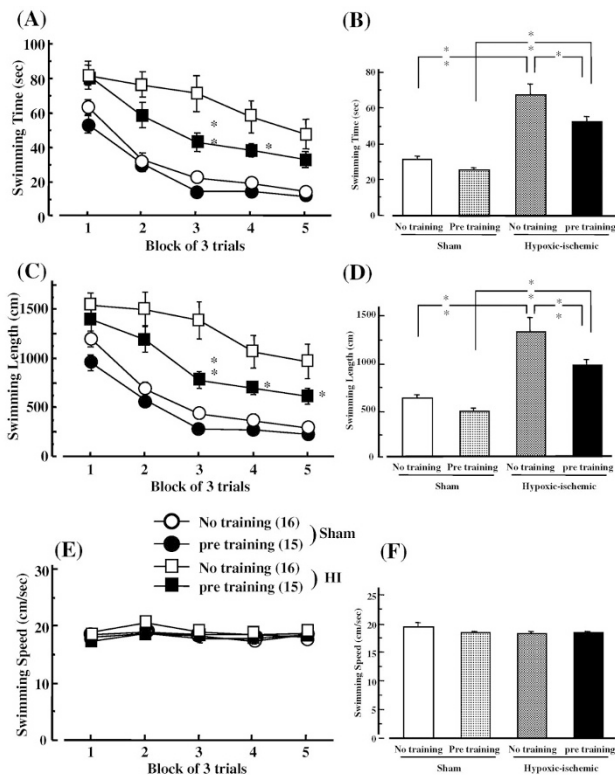 (A)
Swimming Time (sec)
100
80
60
40
20
0
*
*
*
1 2 3 4 5
Block of 3 trials
(B)
Swimming Time (sec)
80
60
40
20
0
*
*
*
*
*
No training Pre training No training pre training
Sham Hypoxic-ischemic
(C)
Swimming Length (cm)
1500
1000
500
0
*
*
*
*
1 2 3 4 5
Block of 3 trials
(D)
Swimming Length (cm)
1500
1000
500
0
*
*
*
*
* *
No training Pre training No training pre training
Sham Hypoxic-ischemic
No training (16)
pre training (15)
Sham
No training (16)
pre training (15)
HI
(E)
Swimming Speed (cm/sec)
30
20
15
10
0
1 2 3 4 5
Block of 3 trials
(F)
Swimming Speed (cm/sec)
25
20
15
10
5
0
No training Pre training No training pre training
Sham Hypoxic-ischemic